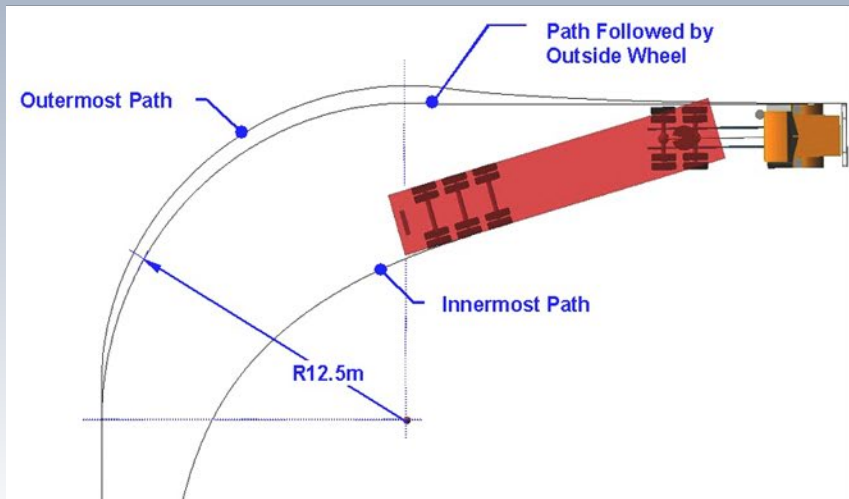 Path Followed by
Outside Wheel
Outermost Path
Innermost Path
R12.5m